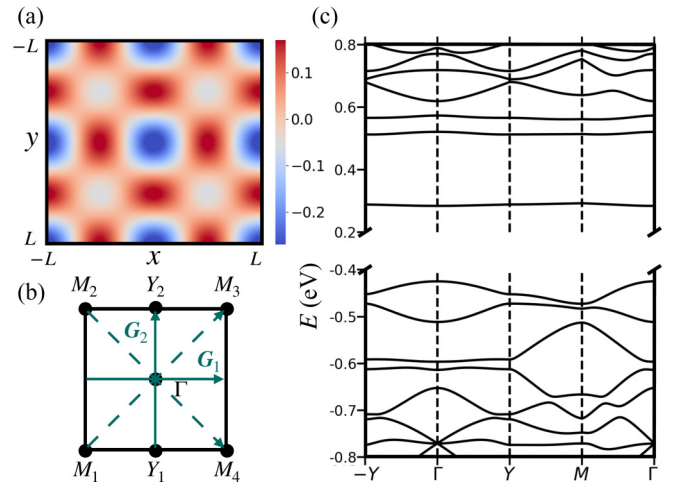 (a)
−L
y
L
−L
x
L
0.1
0.0
−0.1
−0.2
(b)
M2 Y2 M3
G2
G1
Γ
M1 Y1 M4
(c)
0.8
0.6
0.4
0.2
-0.4
-0.5
-0.6
-0.7
-0.8
E (eV)
−Y Γ Y M Γ